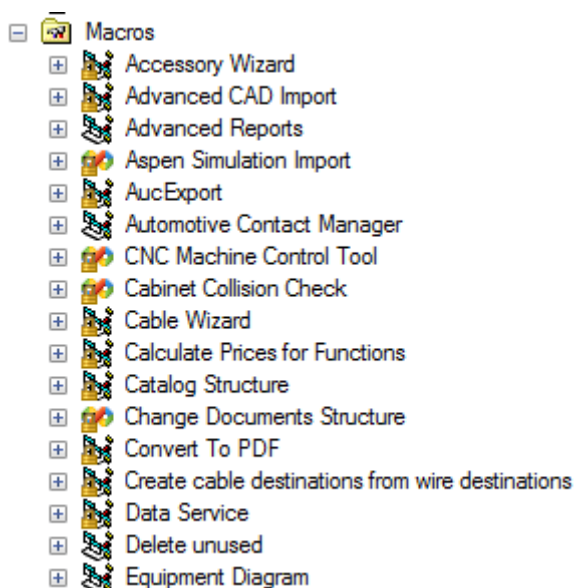 Macros
Accessory Wizard
Advanced CAD Import
Advanced Reports
Aspen Simulation Import
AucExport
Automotive Contact Manager
CNC Machine Control Tool
Cabinet Collision Check
Cable Wizard
Calculate Prices for Functions
Catalog Structure
Change Documents Structure
Convert To PDF
Create cable destinations from wire destinations
Data Service
Delete unused
Equipment Diagram